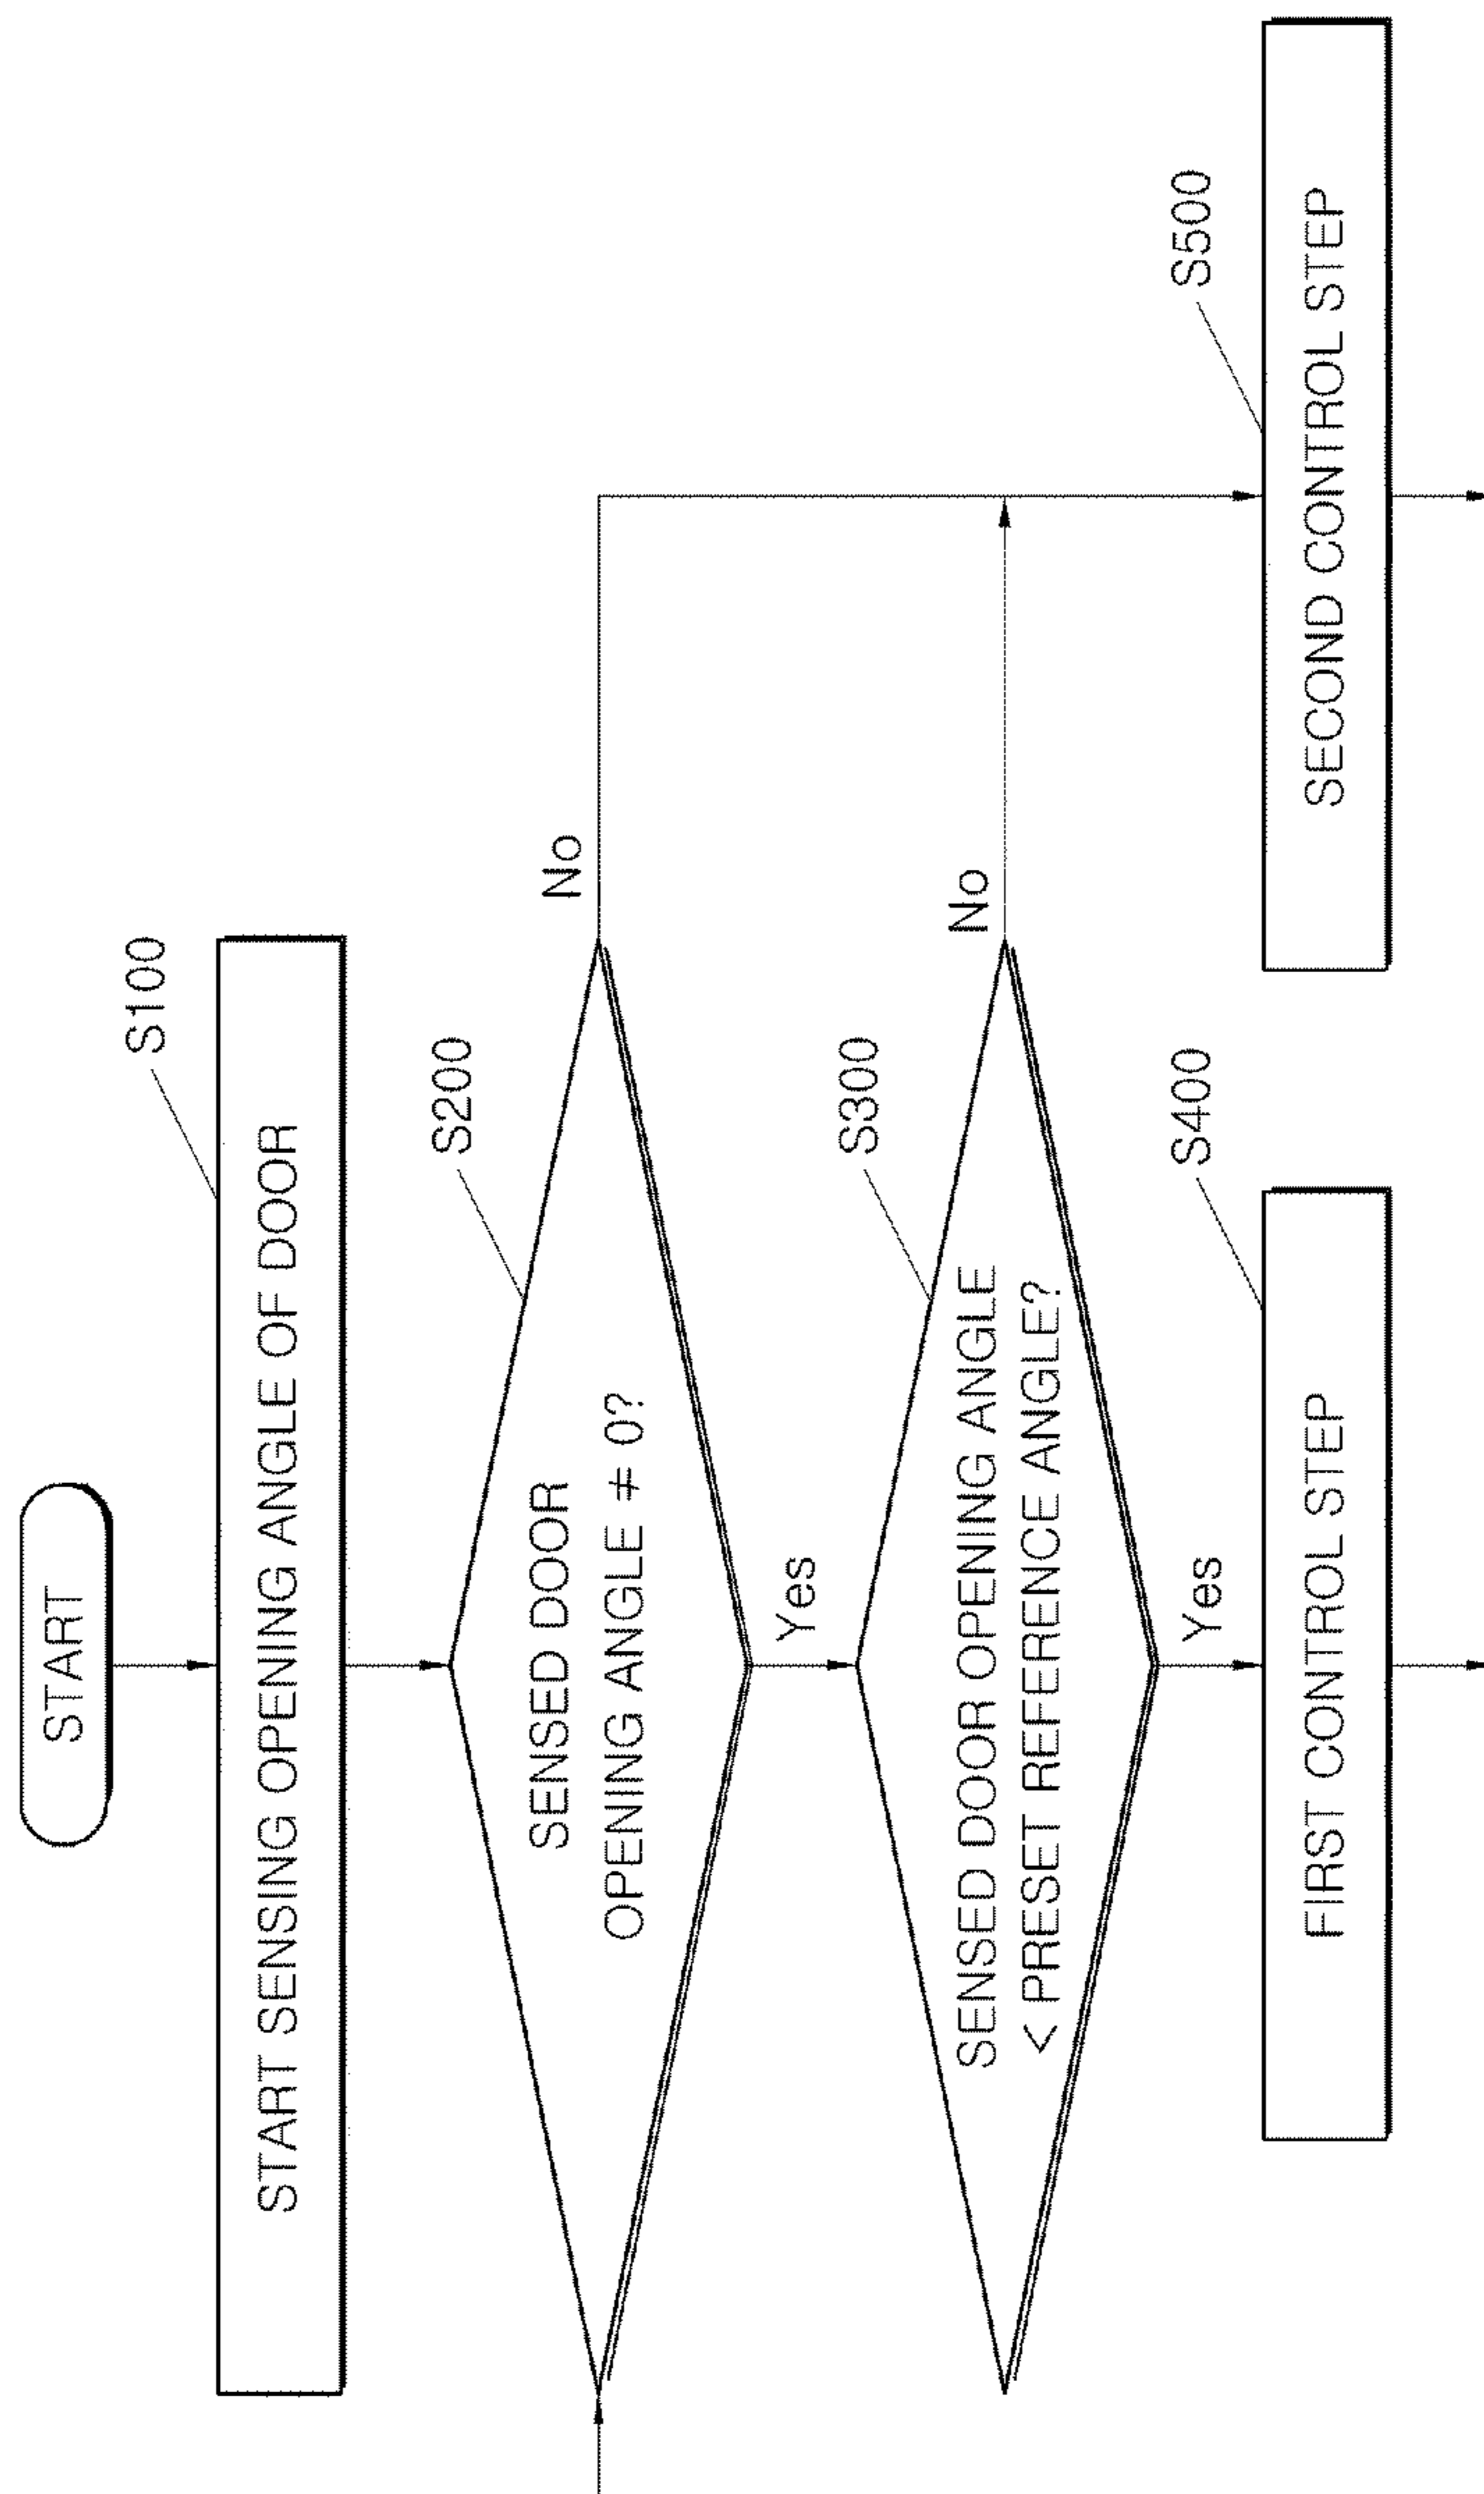 START
S100
START SENSING OPENING ANGLE OF DOOR
S200
SENSED DOOR
OPENING ANGLE ≠ 0?
No
Yes
S300
SENSED DOOR OPENING ANGLE
< PRESET REFERENCE ANGLE?
No
Yes
S400
FIRST CONTROL STEP
S500
SECOND CONTROL STEP